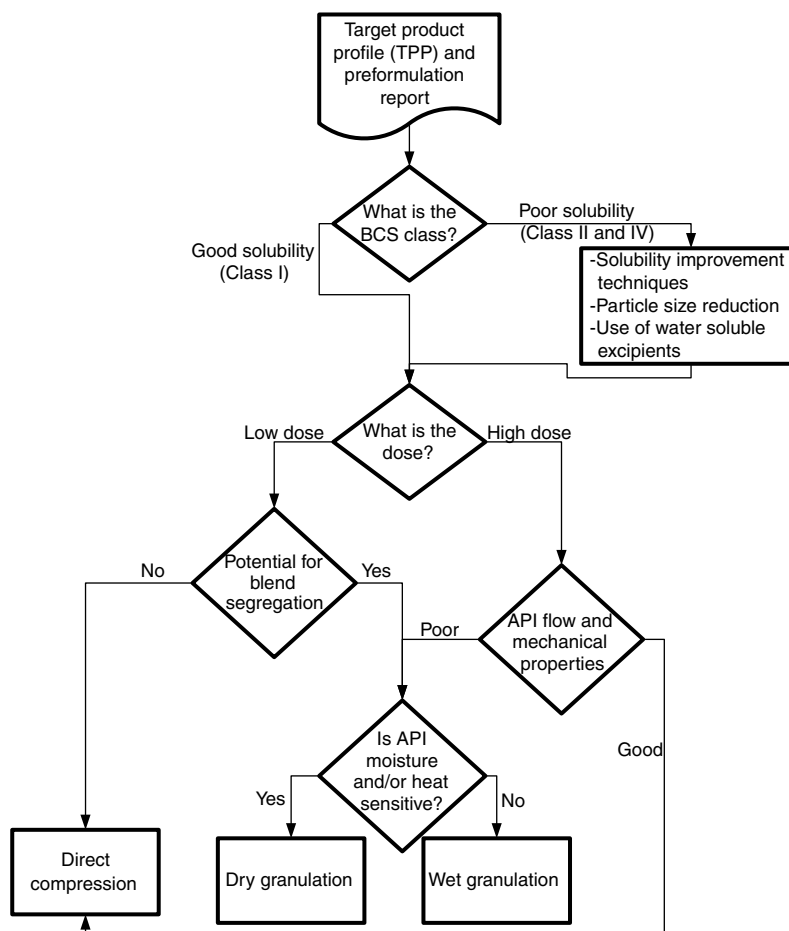 Target product
profile (TPP) and
preformulation
report
What is the
BCS class?
Poor solubility
(Class II and IV)
Good solubility
(Class I)
-Solubility improvement
techniques
-Particle size reduction
-Use of water soluble
excipients
What is the
dose?
Low dose
High dose
Potential for
blend
segregation
No
Yes
API flow and
mechanical
properties
Poor
Good
Is API
moisture
and/or heat
sensitive?
Yes
No
Direct
compression
Dry granulation
Wet granulation